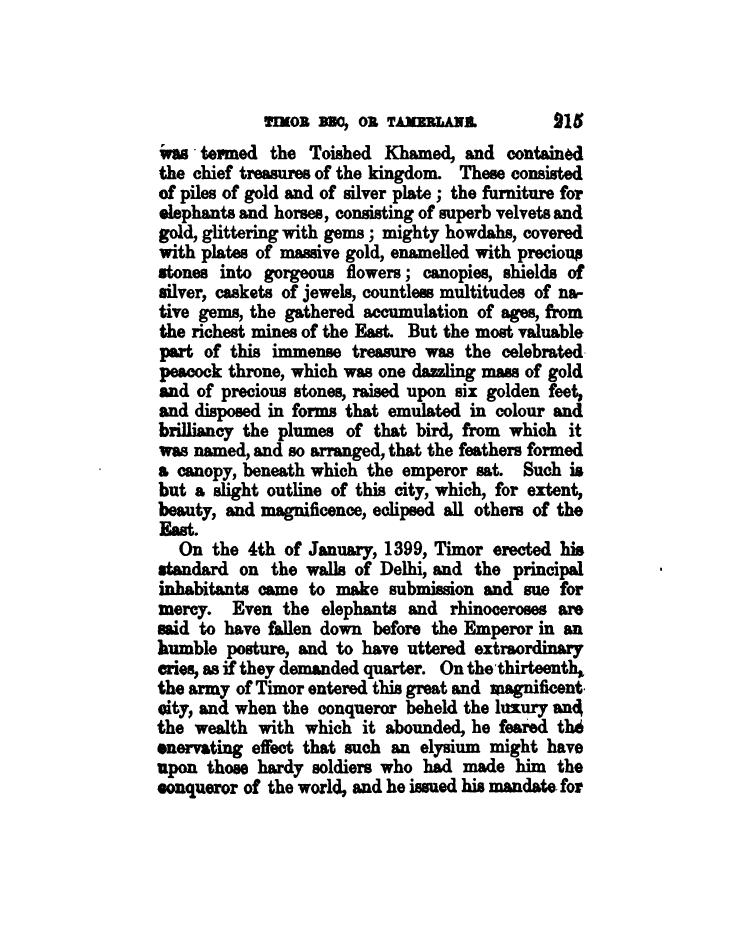 TIMOR BEC, OR TAMERLANE. 215
was termed the Toished Khamed, and contained
the chief treasures of the kingdom. These consisted
of piles of gold and of silver plate; the furniture for
elephants and horses, consisting of superb velvets and
gold, glittering with gems; mighty howdahs, covered
with plates of massive gold, enamelled with precious
stones into gorgeous flowers; canopies, shields of
silver, caskets of jewels, countless multitudes of na-
tive gems, the gathered accumulation of ages, from
the richest mines of the East. But the most valuable
part of this immense treasure was the celebrated
peacock throne, which was one dazzling mass of gold
and of precious stones, raised upon six golden feet,
and disposed in forms that emulated in colour and
brilliancy the plumes of that bird, from which it
was named, and so arranged, that the feathers formed
a canopy, beneath which the emperor sat. Such is
but a slight outline of this city, which, for extent,
beauty, and magnificence, eclipsed all others of the
East.
On the 4th of January, 1399, Timor erected his
standard on the walls of Delhi, and the principal
inhabitants came to make submission and sue for
mercy. Even the elephants and rhinoceroses are
said to have fallen down before the Emperor in an
humble posture, and to have uttered extraordinary
cries, as if they demanded quarter. On the thirteenth,
the army of Timor entered this great and magnificent
city, and when the conqueror beheld the luxury and
the wealth with which it abounded, he feared the
enervating effect that such an elysium might have
upon those hardy soldiers who had made him the
conqueror of the world, and he issued his mandate for